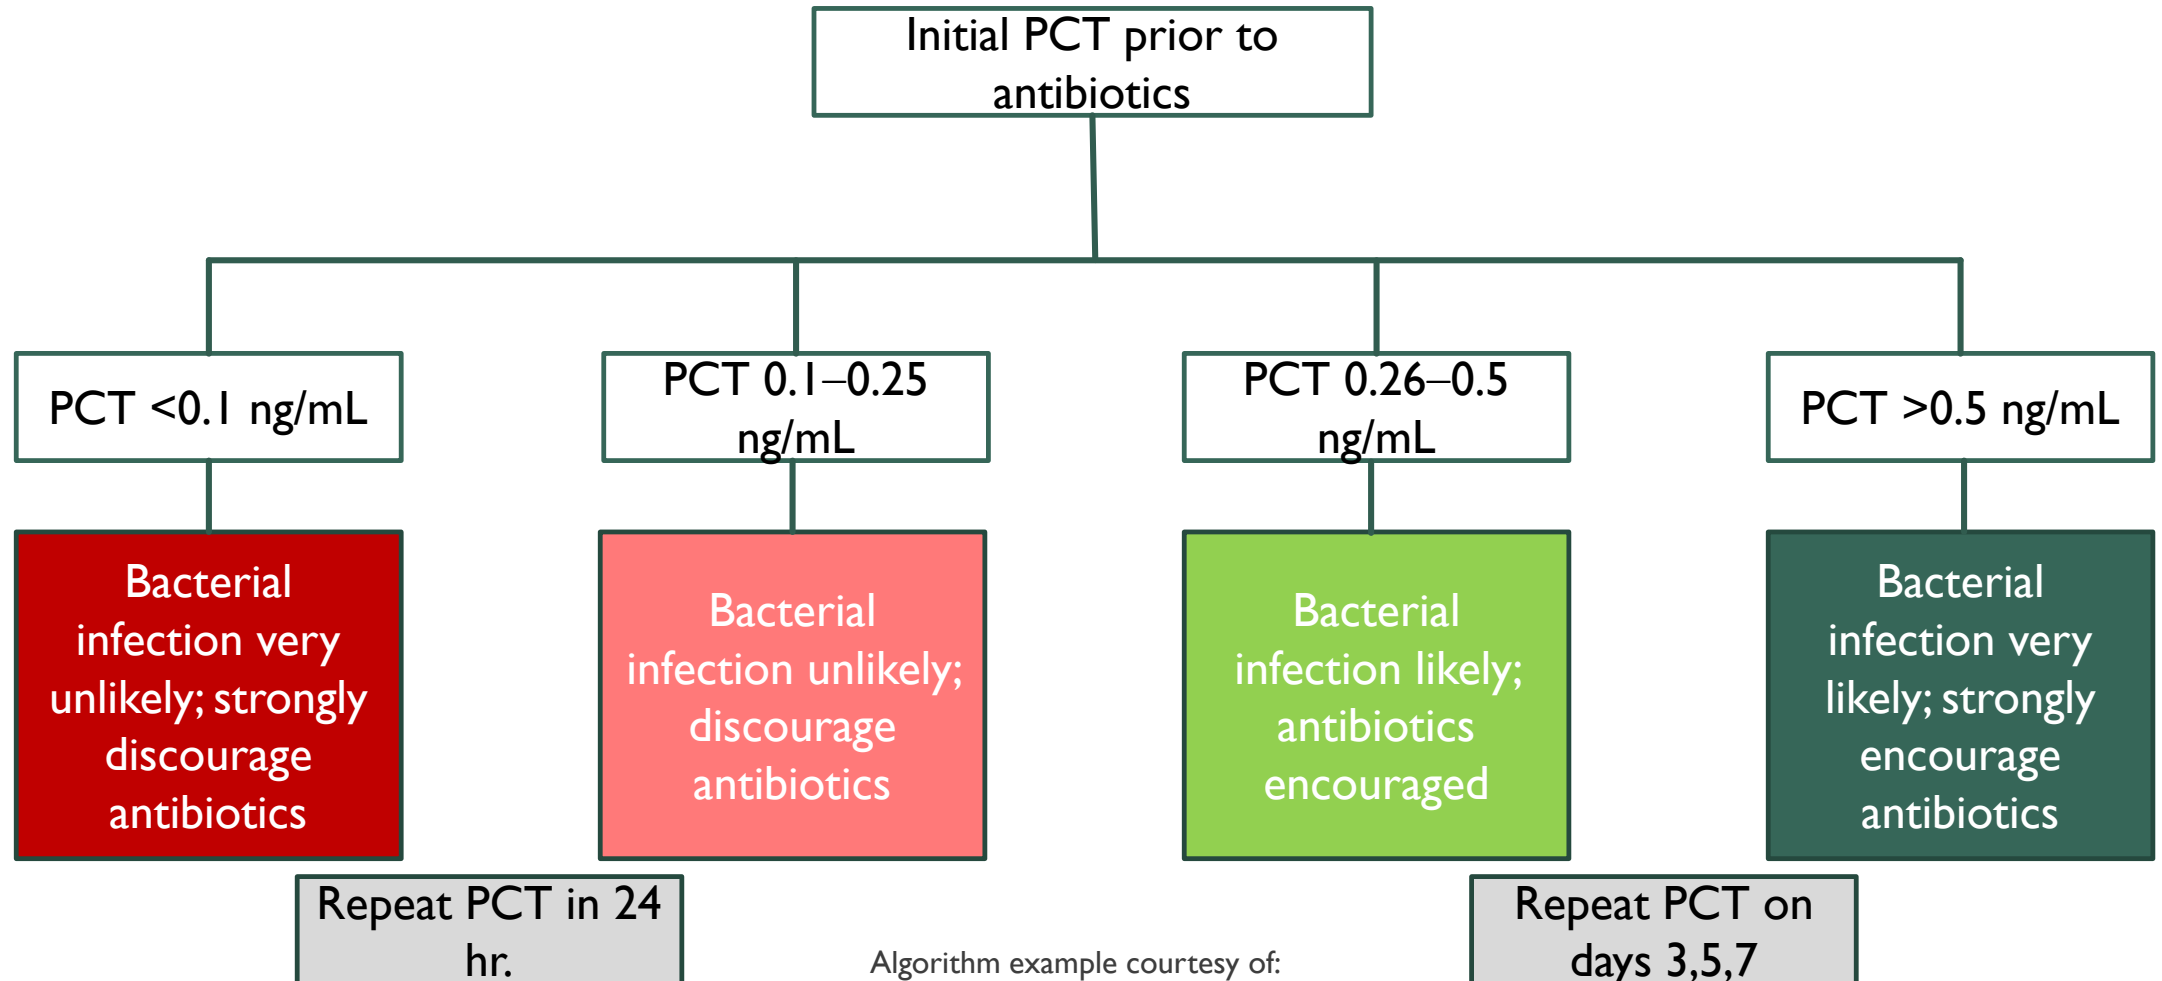 Initial PCT prior to
antibiotics
PCT <0.1 ng/mL
PCT 0.1–0.25
ng/mL
PCT 0.26–0.5
ng/mL
PCT >0.5 ng/mL
Bacterial
infection very
unlikely; strongly
discourage
antibiotics
Bacterial
infection unlikely;
discourage
antibiotics
Bacterial
infection likely;
antibiotics
encouraged
Bacterial
infection very
likely; strongly
encourage
antibiotics
Repeat PCT in 24
hr.
Algorithm example courtesy of:
Repeat PCT on
days 3,5,7